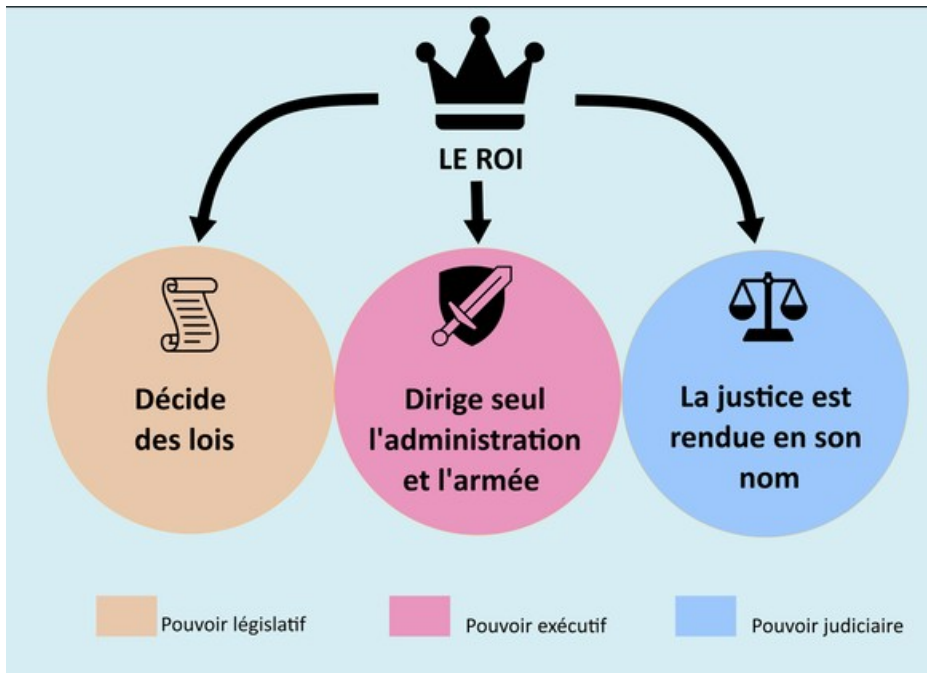 LE ROI
Décide
des lois
Dirige seul
l'administration
et l'armée
La justice est
rendue en son
nom
Pouvoir législatif
Pouvoir exécutif
Pouvoir judiciaire